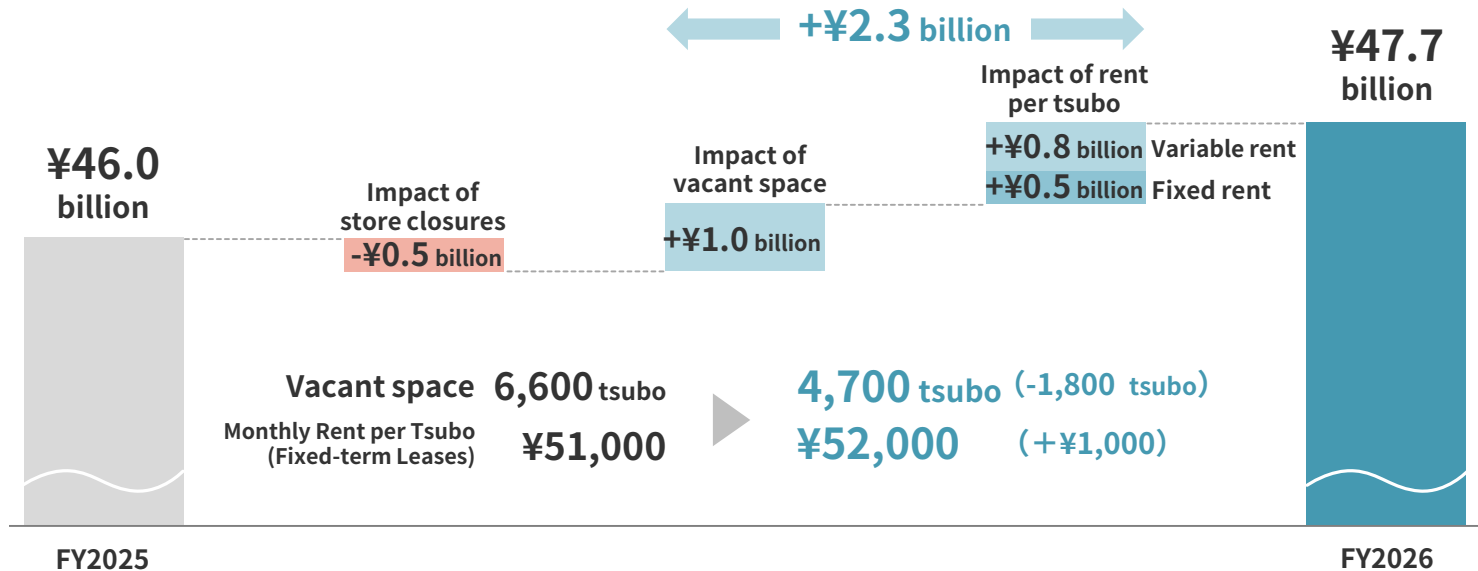 +¥2.3 billion
¥47.7
billion
Impact of rent
per tsubo
+¥0.8 billion Variable rent
+¥0.5 billion Fixed rent
Impact of
vacant space
+¥1.0 billion
¥46.0
billion
Impact of
store closures
-¥0.5 billion
Vacant space 6,600 tsubo 4,700 tsubo (-1,800 tsubo)
Monthly Rent per Tsubo
(Fixed-term Leases) ¥51,000 ¥52,000 (+¥1,000)
FY2025 FY2026